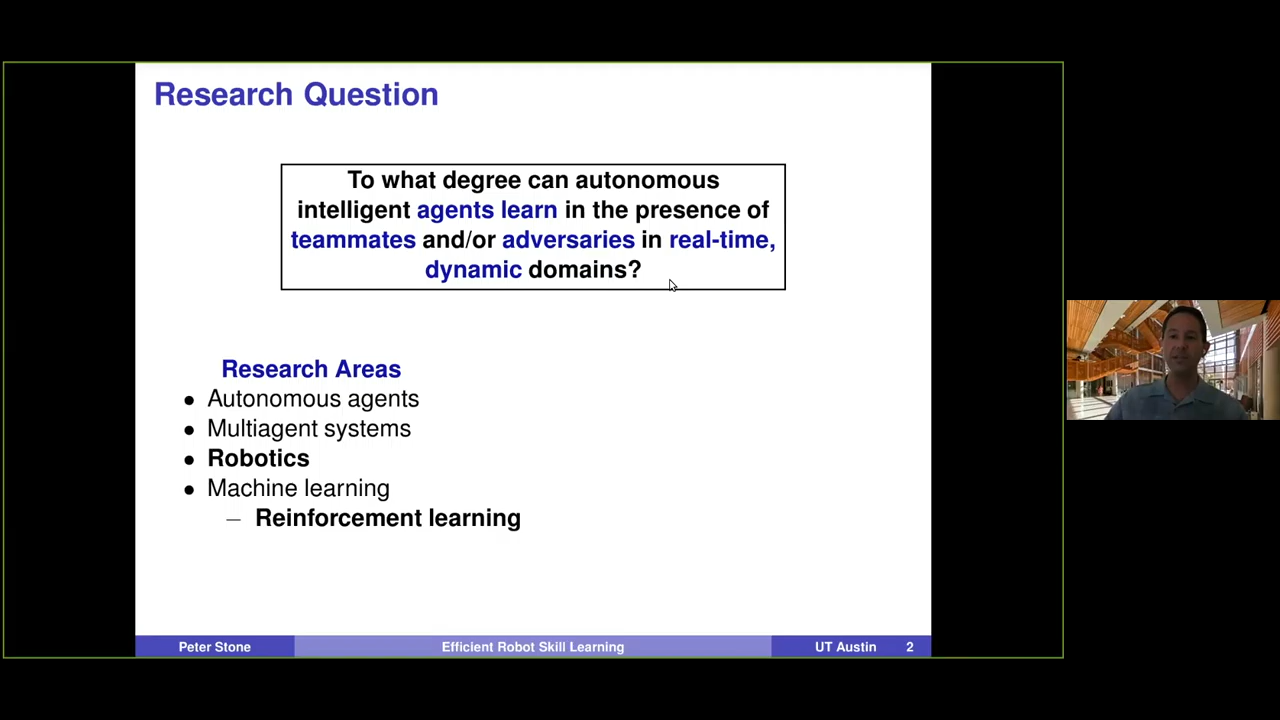 Research Question
To what degree can autonomous
intelligent agents learn in the presence of
teammates and/or adversaries in real-time,
dynamic domains?
Research Areas
• Autonomous agents
• Multiagent systems
• Robotics
• Machine learning
– Reinforcement learning
Peter Stone Efficient Robot Skill Learning UT Austin 2